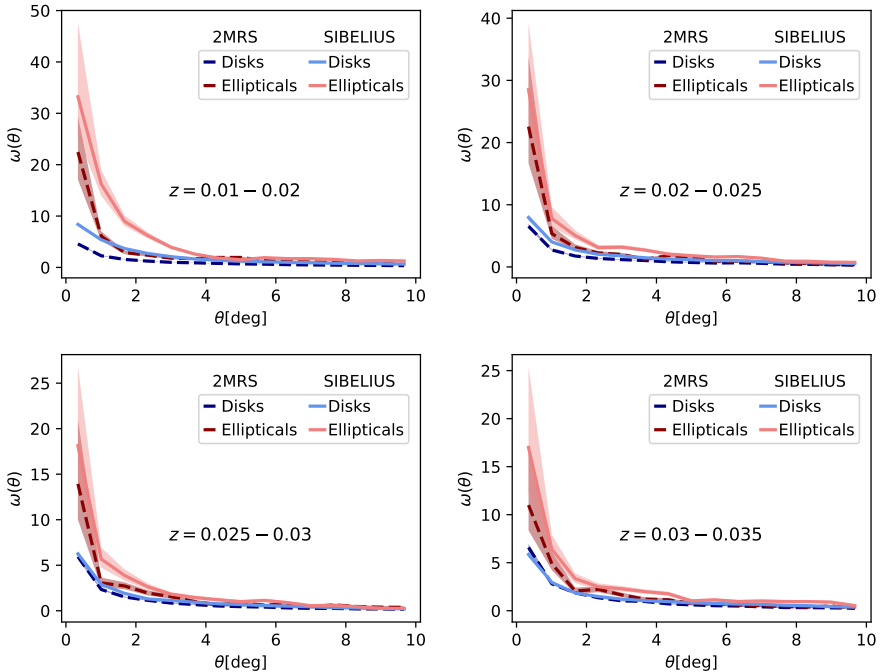 50
40
30
20
10
0
ω(θ)
2MRS SIBELIUS
Disks Disks
Ellipticals Ellipticals
z = 0.01 − 0.02
0 2 4 6 8 10
θ[deg]
40
30
20
10
0
ω(θ)
2MRS SIBELIUS
Disks Disks
Ellipticals Ellipticals
z = 0.02 − 0.025
0 2 4 6 8 10
θ[deg]
25
20
15
10
5
0
ω(θ)
2MRS SIBELIUS
Disks Disks
Ellipticals Ellipticals
z = 0.025 − 0.03
0 2 4 6 8 10
θ[deg]
25
20
15
10
5
0
ω(θ)
2MRS SIBELIUS
Disks Disks
Ellipticals Ellipticals
z = 0.03 − 0.035
0 2 4 6 8 10
θ[deg]